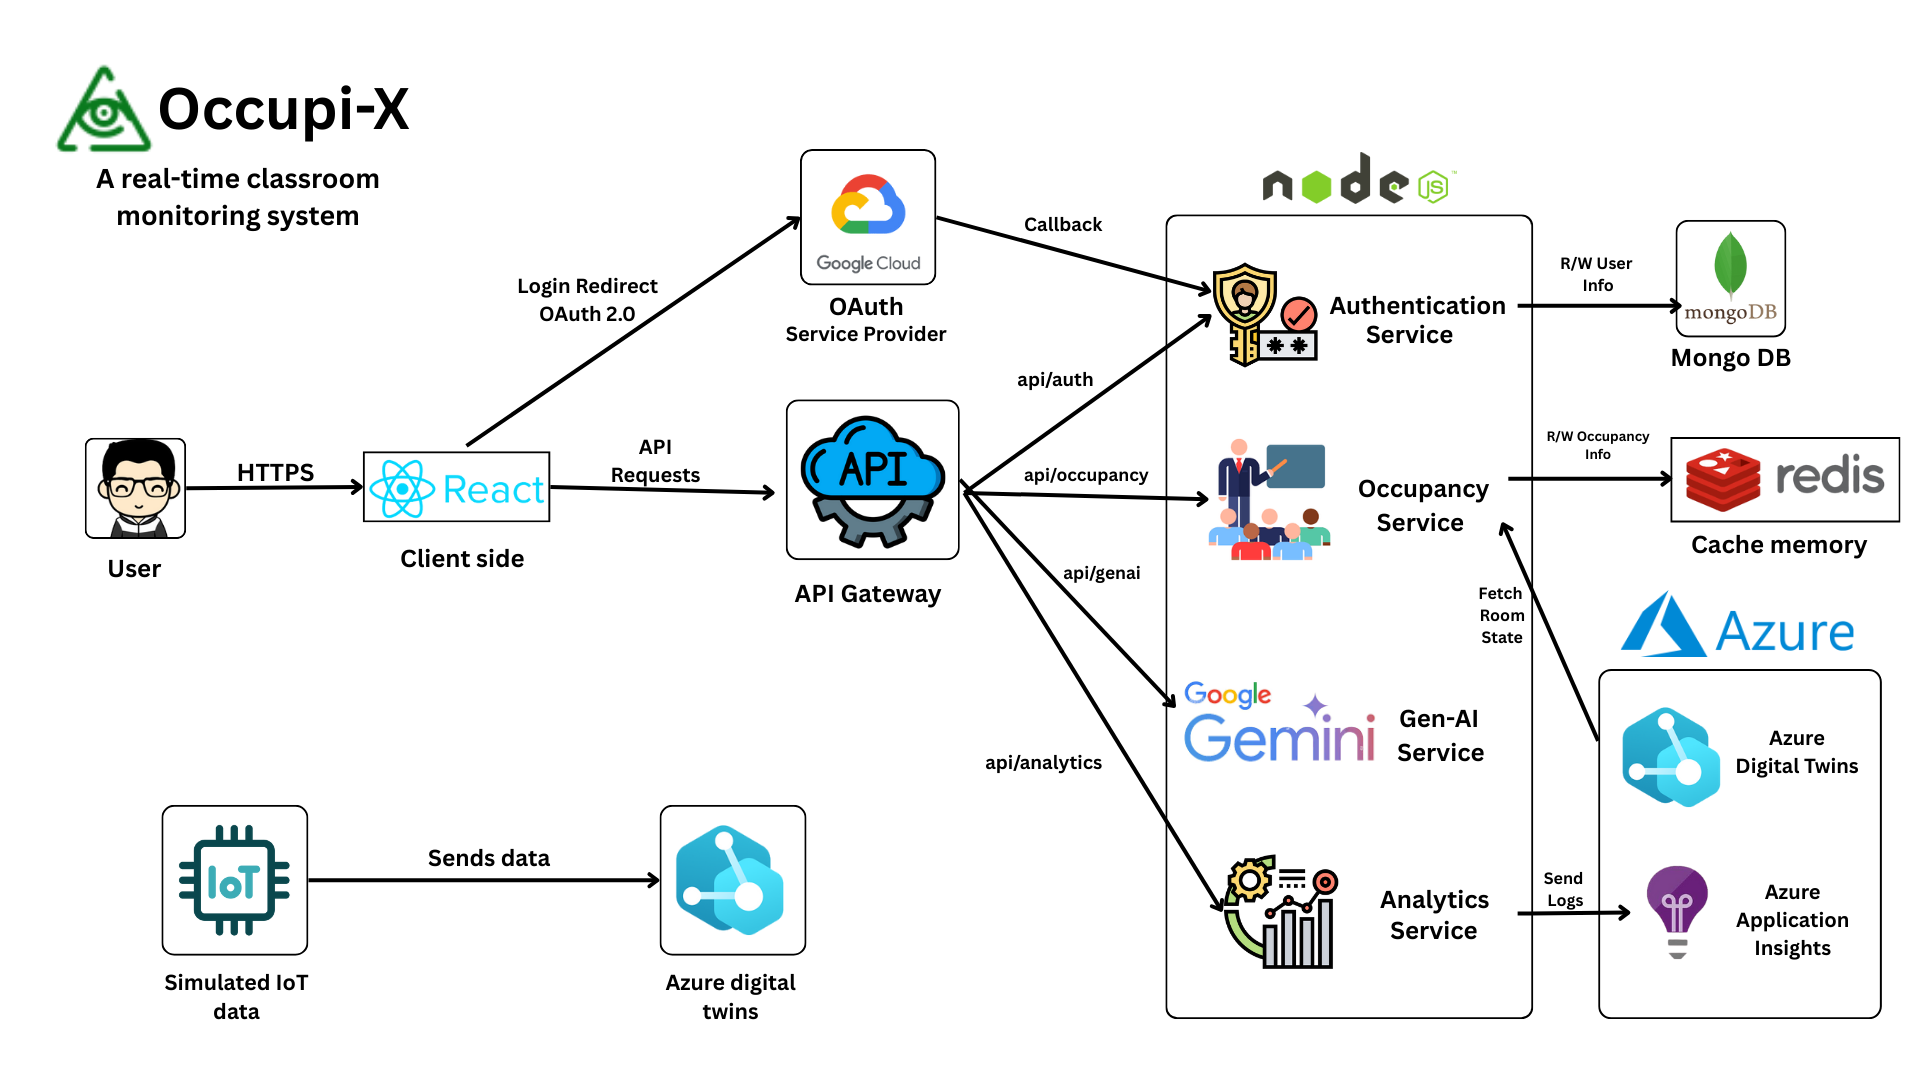 Occupi-X
A real-time classroom
monitoring system
Google Cloud
OAuth
Service Provider
Login Redirect
OAuth 2.0
Callback
node
JS
™
Authentication
Service
**
R/W User
Info
mongoDB
Mongo DB
User
HTTPS
React
Client side
API
Requests
API
API Gateway
api/auth
api/occupancy
api/genai
api/analytics
Occupancy
Service
R/W Occupancy
Info
redis
Cache memory
Fetch
Room
State
Azure
Google
Gemini
Gen-AI
Service
Azure
Digital Twins
Analytics
Service
Send
Logs
Azure
Application
Insights
IoT
Simulated IoT
data
Sends data
Azure digital
twins